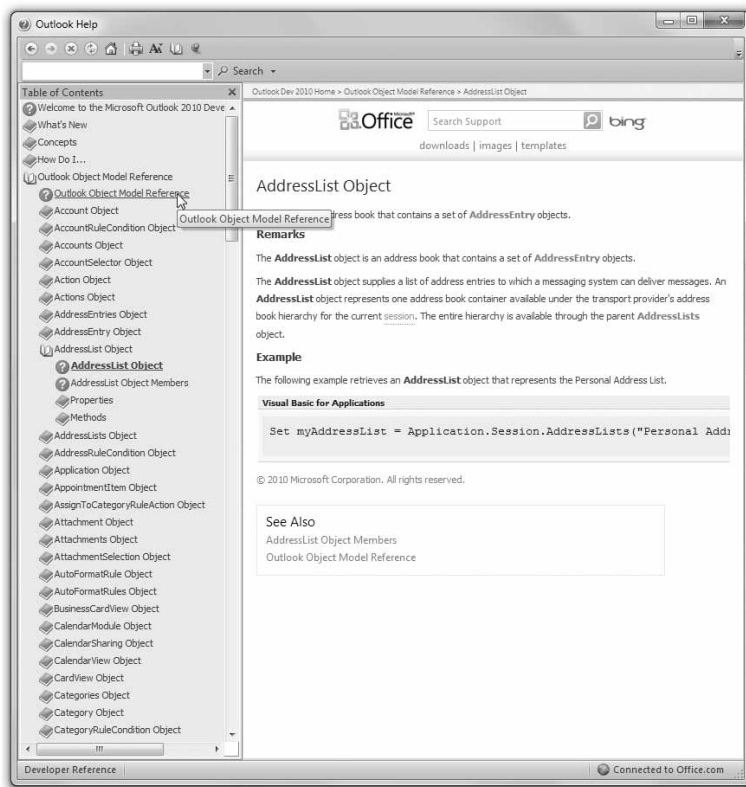 Outlook Help
Search
Table of Contents
Welcome to the Microsoft Outlook 2010 Deve
What's New
Concepts
How Do I...
Outlook Object Model Reference
Outlook Object Model Reference
Account Object
AccountRuleCondition Object
Accounts Object
AccountSelector Object
Action Object
Actions Object
AddressEntries Object
AddressEntry Object
AddressList Object
AddressList Object
AddressList Object Members
Properties
Methods
AddressLists Object
AddressRuleCondition Object
Application Object
AppointmentItem Object
AssignToCategoryRuleAction Object
Attachment Object
Attachments Object
AttachmentSelection Object
AutoFormatRule Object
AutoFormatRules Object
BusinessCardView Object
CalendarModule Object
CalendarSharing Object
CalendarView Object
CardView Object
Categories Object
Category Object
CategoryRuleCondition Object
Outlook Object Model Reference
Outlook Dev 2010 Home > Outlook Object Model Reference > AddressList Object
Office
Search Support
bing
downloads | images | templates
AddressList Object
ress book that contains a set of AddressEntry objects.
Remarks
The AddressList object is an address book that contains a set of AddressEntry objects.
The AddressList object supplies a list of address entries to which a messaging system can deliver messages. An
AddressList object represents one address book container available under the transport provider's address
book hierarchy for the current session. The entire hierarchy is available through the parent AddressLists
object.
Example
The following example retrieves an AddressList object that represents the Personal Address List.
Visual Basic for Applications
Set myAddressList = Application.Session.AddressLists("Personal Addr
© 2010 Microsoft Corporation. All rights reserved.
See Also
AddressList Object Members
Outlook Object Model Reference
Developer Reference
Connected to Office.com